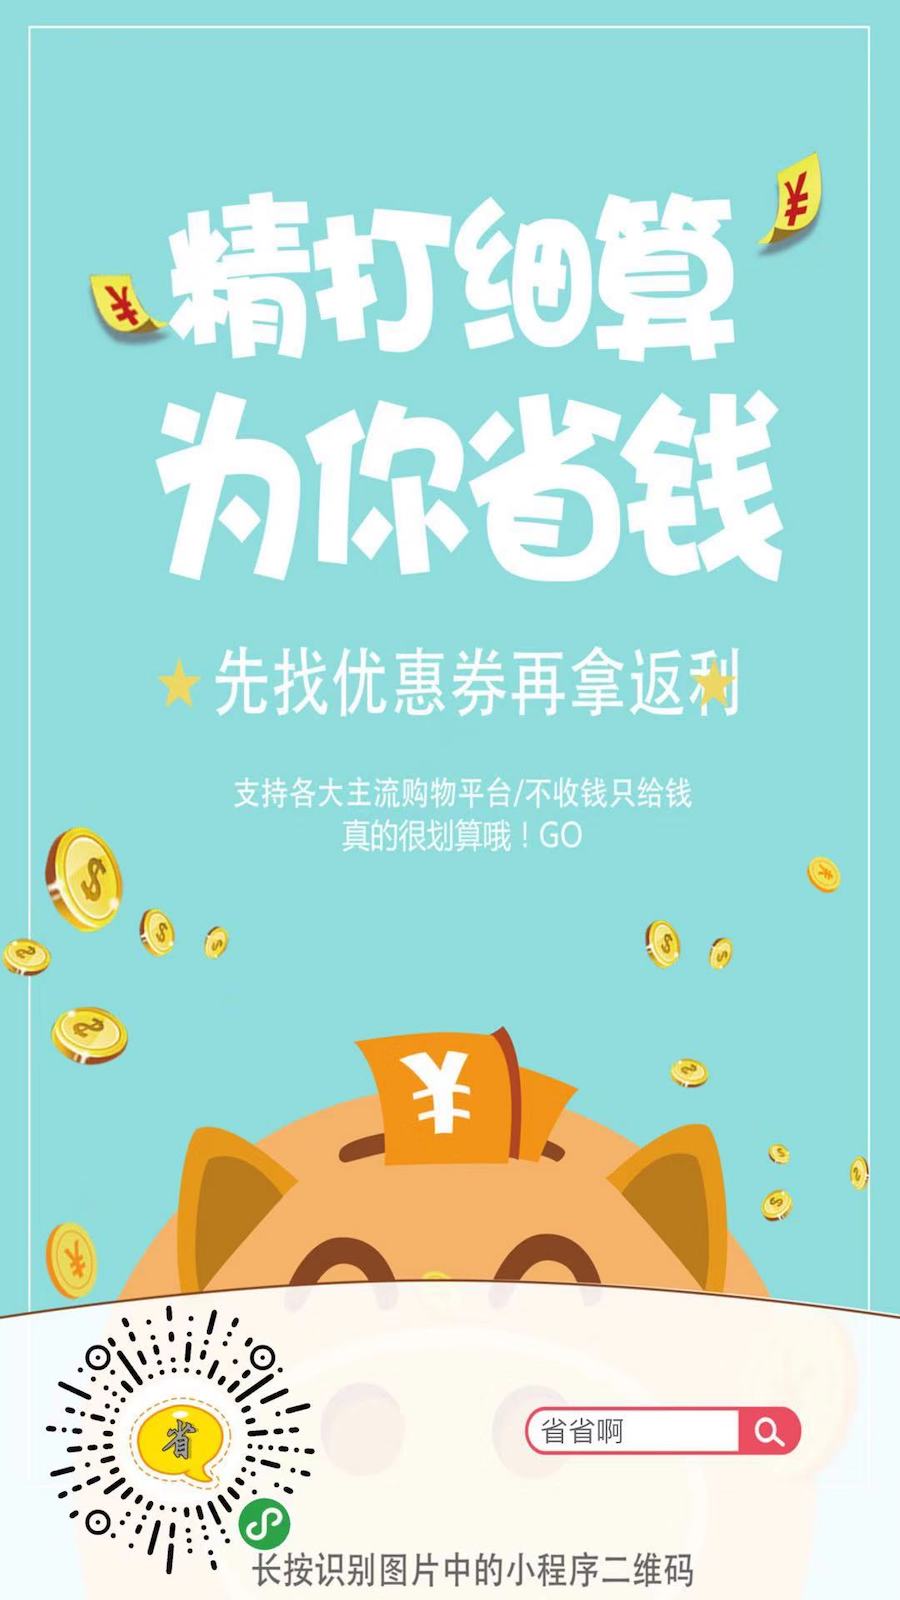 精打细算
为你省钱
先找优惠券再拿返利
支持各大主流购物平台/不收钱只给钱
真的很划算哦！GO
¥
省
省省啊
长按识别图片中的小程序二维码